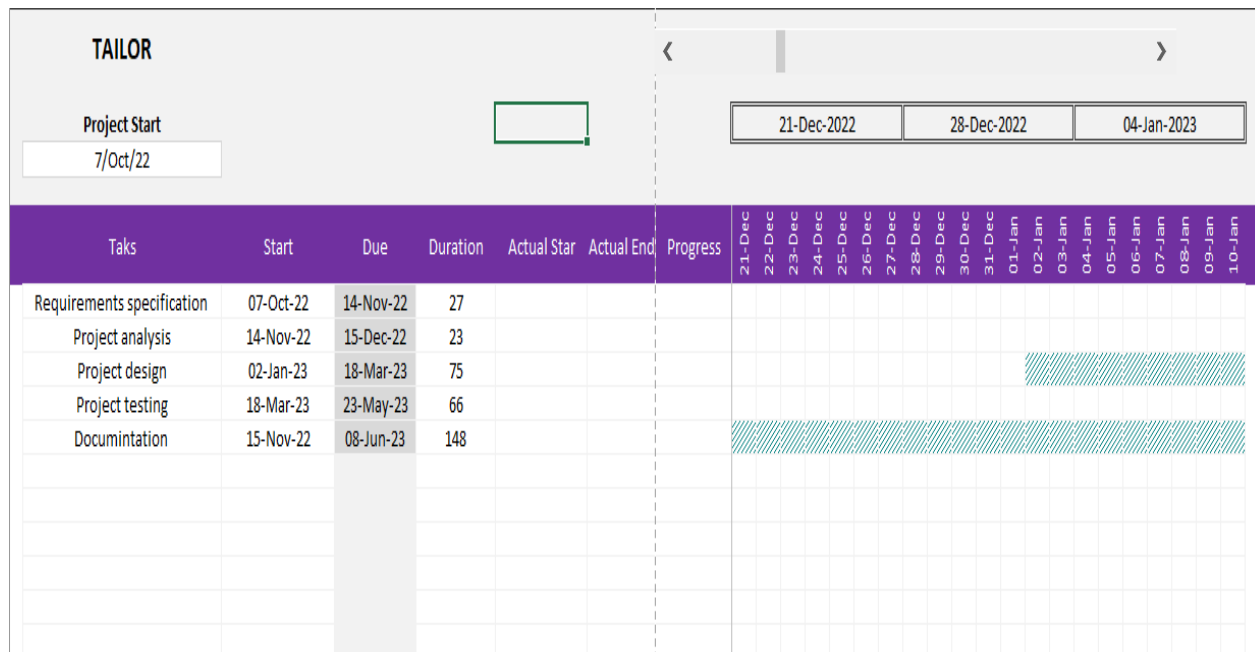 TAILOR
❮ ❯
Project Start
7/Oct/22
21-Dec-2022 28-Dec-2022 04-Jan-2023
Taks Start Due Duration Actual Star Actual End Progress 21-Dec 22-Dec 23-Dec 24-Dec 25-Dec 26-Dec 27-Dec 28-Dec 29-Dec 30-Dec 31-Dec 01-Jan 02-Jan 03-Jan 04-Jan 05-Jan 06-Jan 07-Jan 08-Jan 09-Jan 10-Jan
Requirements specification 07-Oct-22 14-Nov-22 27
Project analysis 14-Nov-22 15-Dec-22 23
Project design 02-Jan-23 18-Mar-23 75
Project testing 18-Mar-23 23-May-23 66
Documintation 15-Nov-22 08-Jun-23 148